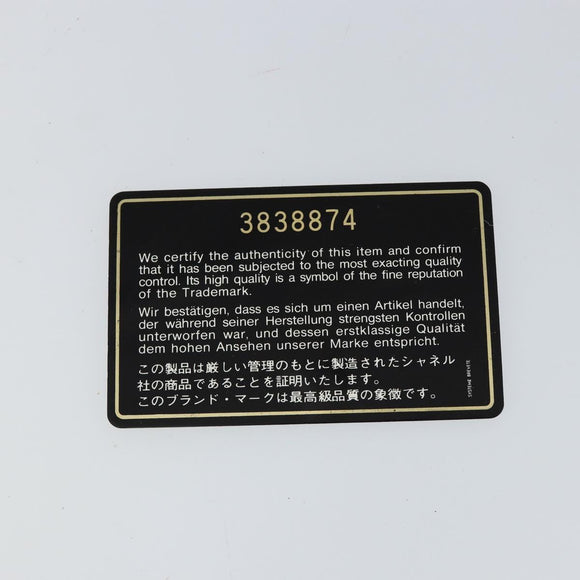 3838874
We certify the authenticity of this item and confirm
that it has been subjected to the most exacting quality
control. Its high quality is a symbol of the fine reputation
of the Trademark.
Wir bestätigen, dass es sich um einen Artikel handelt,
der während seiner Herstellung strengsten Kontrollen
unterworfen war, und dessen erstklassige Qualität
dem hohen Ansehen unserer Marke entspricht.
この製品は厳しい管理のもとに製造されたシャネル
社の商品であることを証明いたします。
このブランド・マークは最高級品質の象徴です。
SYSTEME BREVETE